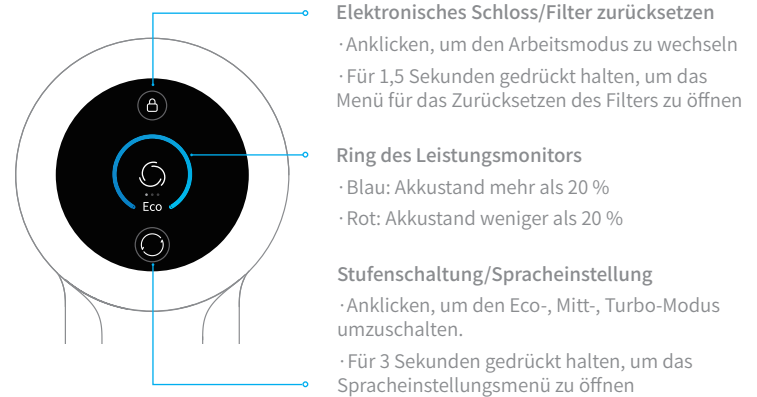 Elektronisches Schloss/Filter zurücksetzen
·Anklicken, um den Arbeitsmodus zu wechseln
·Für 1,5 Sekunden gedrückt halten, um das
Menü für das Zurücksetzen des Filters zu öffnen
Ring des Leistungsmonitors
·Blau: Akkustand mehr als 20 %
·Rot: Akkustand weniger als 20 %
Eco
Stufenschaltung/Spracheinstellung
·Anklicken, um den Eco-, Mitt-, Turbo-Modus
umzuschalten.
·Für 3 Sekunden gedrückt halten, um das
Spracheinstellungsmenü zu öffnen